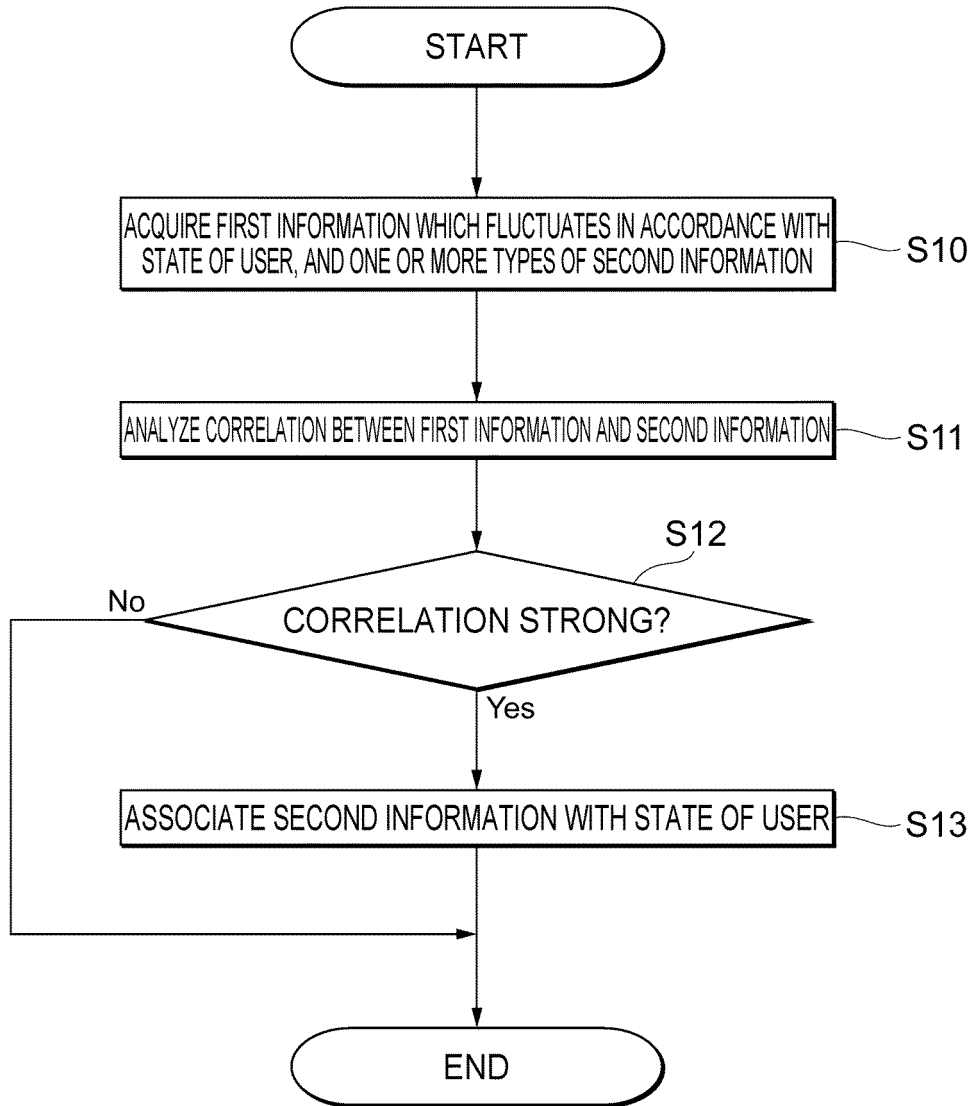 START
ACQUIRE FIRST INFORMATION WHICH FLUCTUATES IN ACCORDANCE WITH
STATE OF USER, AND ONE OR MORE TYPES OF SECOND INFORMATION
S10
ANALYZE CORRELATION BETWEEN FIRST INFORMATION AND SECOND INFORMATION
S11
S12
No
CORRELATION STRONG?
Yes
ASSOCIATE SECOND INFORMATION WITH STATE OF USER
S13
END